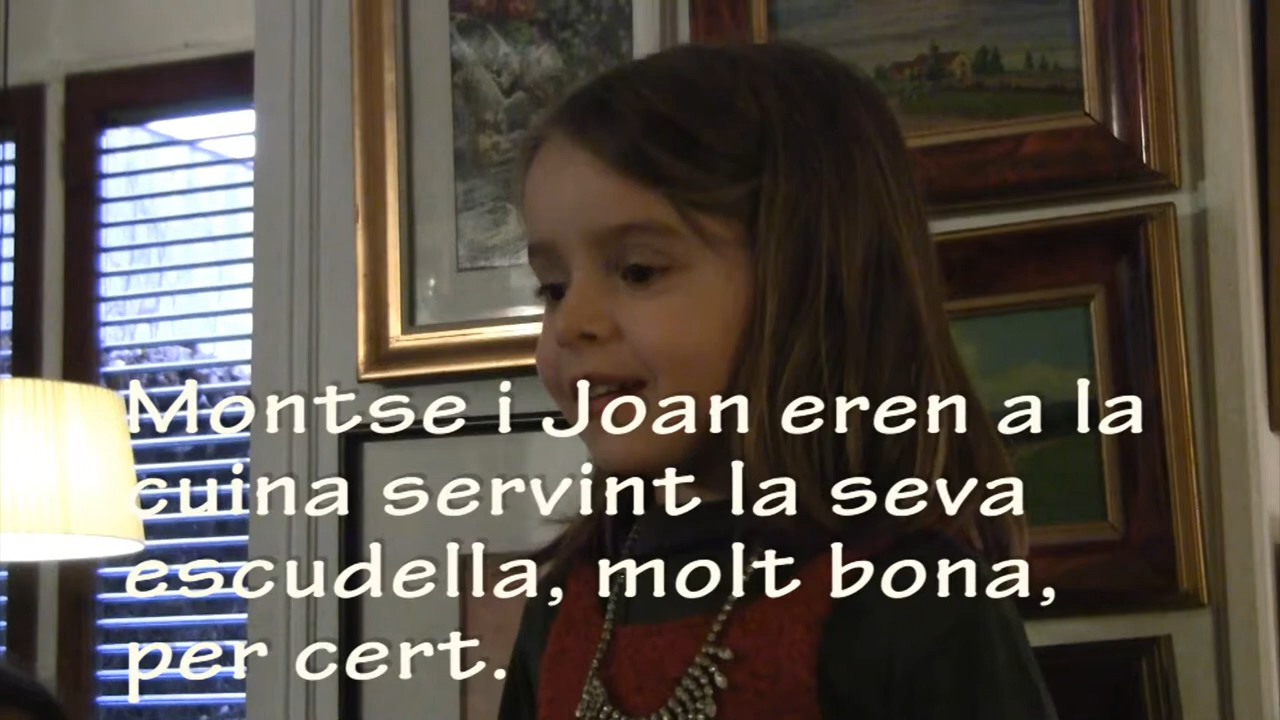 Montse i Joan eren a la
cuina servint la seva
escudella, molt bona,
per cert.